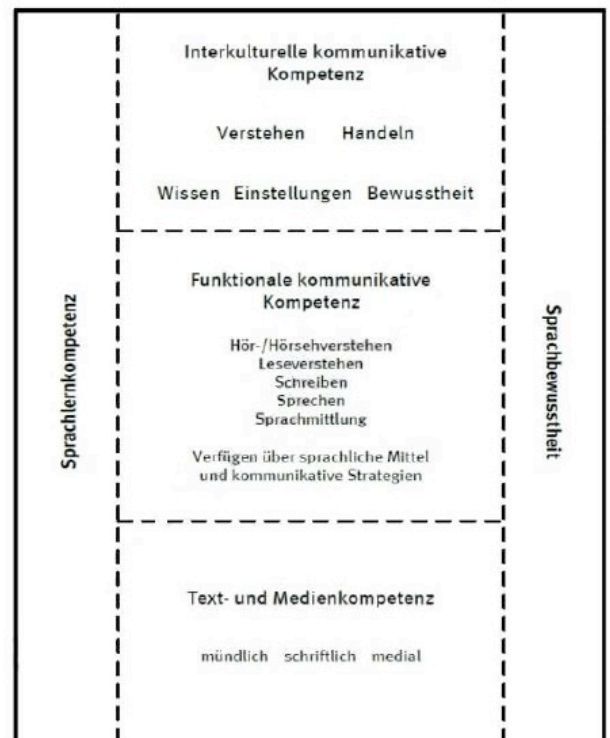 Interkulturelle kommunikative
Kompetenz
Verstehen Handeln
Wissen Einstellungen Bewusstheit
Sprachlernkompetenz
Funktionale kommunikative
Kompetenz
Hör-/Hörsehverstehen
Leseverstehen
Schreiben
Sprechen
Sprachmittlung
Verfügen über sprachliche Mittel
und kommunikative Strategien
Sprachbewusstheit
Text- und Medienkompetenz
mündlich schriftlich medial